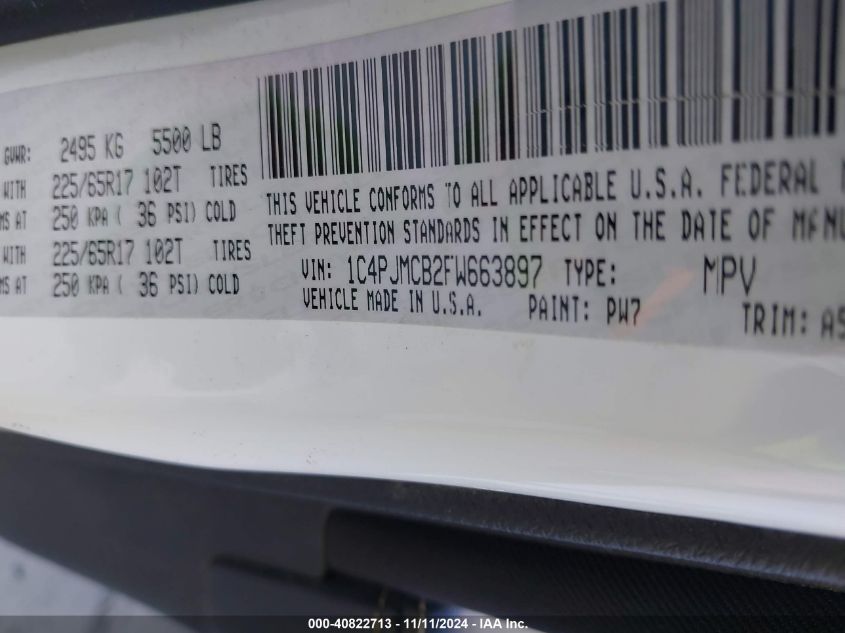 GVWR: 2495 KG 5500 LB
WITH 225/65R17 102T TIRES
MS AT 250 KPA ( 36 PSI) COLD
WITH 225/65R17 102T TIRES
MS AT 250 KPA ( 36 PSI) COLD
THIS VEHICLE CONFORMS TO ALL APPLICABLE U.S.A. FEDERAL
THEFT PREVENTION STANDARDS IN EFFECT ON THE DATE OF MANU
VIN: 1C4PJMCB2FW663897 TYPE: MPV
VEHICLE MADE IN U.S.A. PAINT: PW7 TRIM: A5
000-40822713 - 11/11/2024 - IAA Inc.